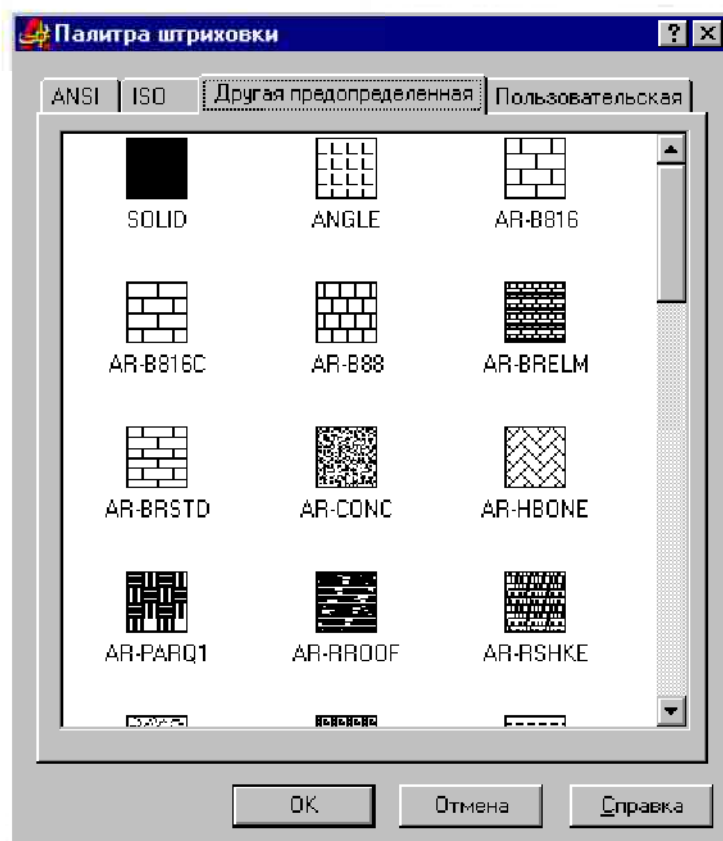 Палитра штриховки
ANSI ISO Другая предопределенная Пользовательская
SOLID ANGLE AR-B816
AR-B816C AR-B88 AR-BRELM
AR-BRSTD AR-CONC AR-HBONE
AR-PARQ1 AR-RROOF AR-RSHKE
OK Отмена Справка